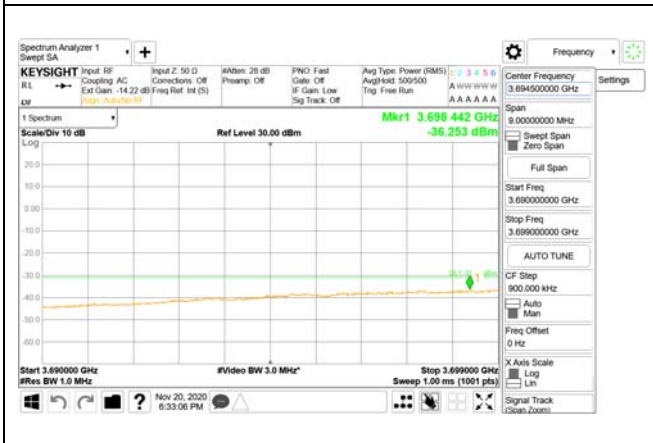 Spectrum Analyzer 1
Swept SA
+
Frequency
KEYSIGHT
RL
Input: RF
Coupling: AC
Ext Gain: -14.22 dB
Align: Auto/No RF
Input Z: 50 Ω
Corrections: Off
Freq Ref: Int (S)
#Atten: 28 dB
Preamp: Off
PNO: Fast
Gate: Off
IF Gain: Low
Sig Track: Off
Avg Type: Power (RMS)
Avg|Hold: 500/500
Trig: Free Run
1 2 3 4 5 6
A W W W W W
A A A A A A
1 Spectrum
Scale/Div 10 dB
Log
Ref Level 30.00 dBm
Mkr1 3.698 442 GHz
-36.253 dBm
20.0
10.0
0.00
-10.0
-20.0
-30.0
-40.0
-50.0
-60.0
1
Start 3.690000 GHz
#Res BW 1.0 MHz
#Video BW 3.0 MHz*
Stop 3.699000 GHz
Sweep 1.00 ms (1001 pts)
?
Nov 20, 2020
6:33:06 PM
Center Frequency
3.694500000 GHz
Settings
Span
9.00000000 MHz
Swept Span
Zero Span
Full Span
Start Freq
3.690000000 GHz
Stop Freq
3.699000000 GHz
AUTO TUNE
CF Step
900.000 kHz
Auto
Man
Freq Offset
0 Hz
X Axis Scale
Log
Lin
Signal Track
(Span Zoom)